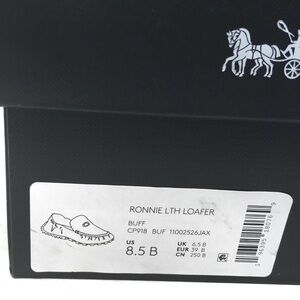 RONNIE LTH LOAFER
BUFF
CP918 BUF 11002526JAX
US
8.5 B
UK 6.5 B
EUR 39 B
CN 250 B